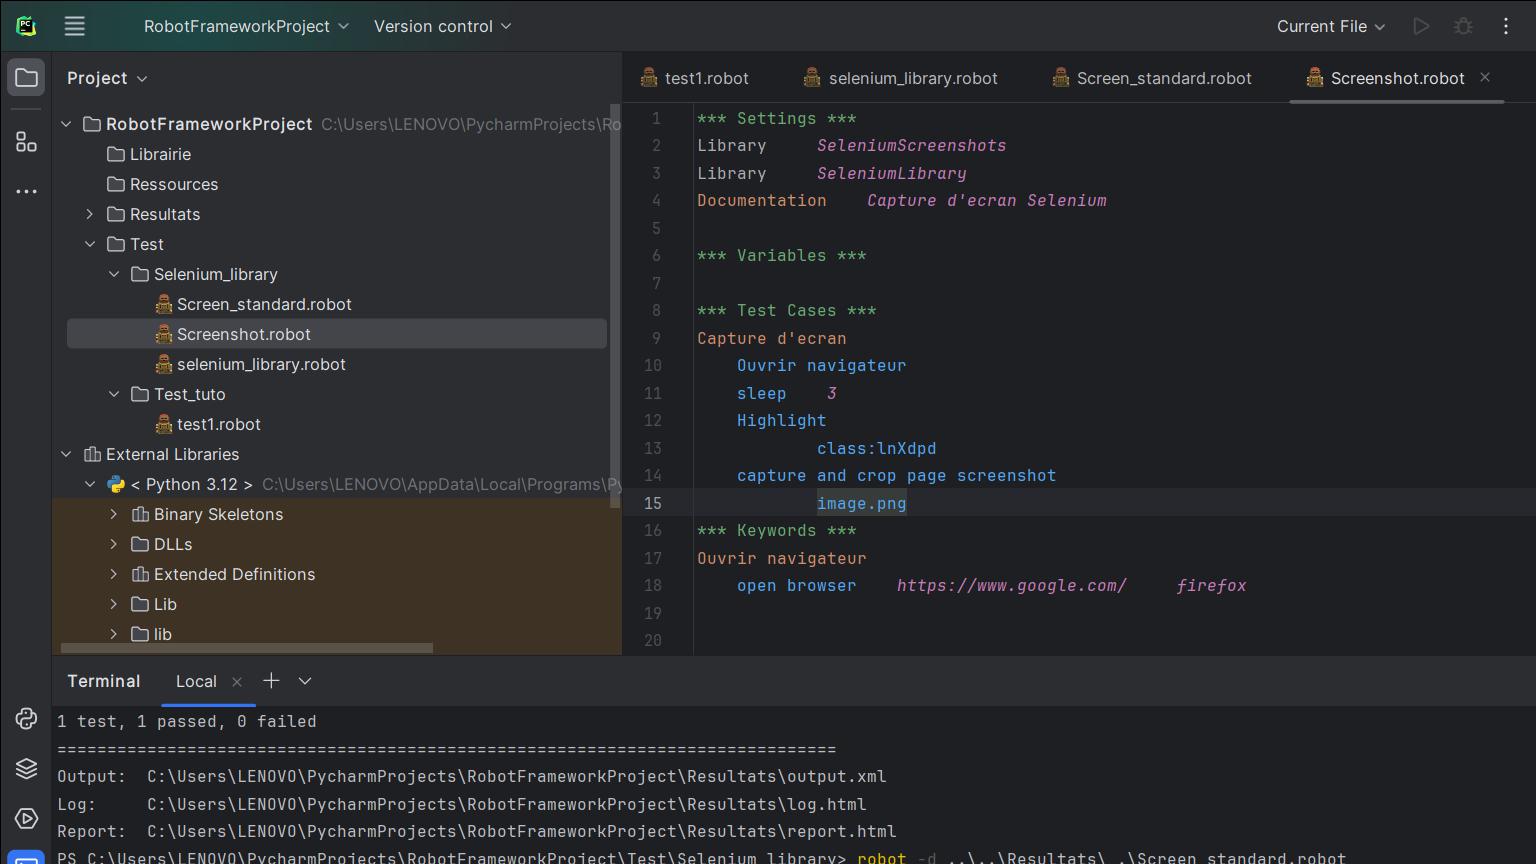 RobotFrameworkProject Version control Current File
Project
RobotFrameworkProject C:\Users\LENOVO\PycharmProjects\Ro
Librairie
Ressources
Resultats
Test
Selenium_library
Screen_standard.robot
Screenshot.robot
selenium_library.robot
Test_tuto
test1.robot
External Libraries
< Python 3.12 > C:\Users\LENOVO\AppData\Local\Programs\Py
Binary Skeletons
DLLs
Extended Definitions
Lib
lib
test1.robot selenium_library.robot Screen_standard.robot Screenshot.robot
1 *** Settings ***
2 Library SeleniumScreenshots
3 Library SeleniumLibrary
4 Documentation Capture d'ecran Selenium
5
6 *** Variables ***
7
8 *** Test Cases ***
9 Capture d'ecran
10 Ouvrir navigateur
11 sleep 3
12 Highlight
13 class:lnXdpd
14 capture and crop page screenshot
15 image.png
16 *** Keywords ***
17 Ouvrir navigateur
18 open browser https://www.google.com/ firefox
19
20
Terminal Local
1 test, 1 passed, 0 failed
==============================================================================
Output: C:\Users\LENOVO\PycharmProjects\RobotFrameworkProject\Resultats\output.xml
Log: C:\Users\LENOVO\PycharmProjects\RobotFrameworkProject\Resultats\log.html
Report: C:\Users\LENOVO\PycharmProjects\RobotFrameworkProject\Resultats\report.html
PS C:\Users\LENOVO\PycharmProjects\RobotFrameworkProject\Test\Selenium_library> robot -d ..\..\Resultats\ .\Screen_standard.robot